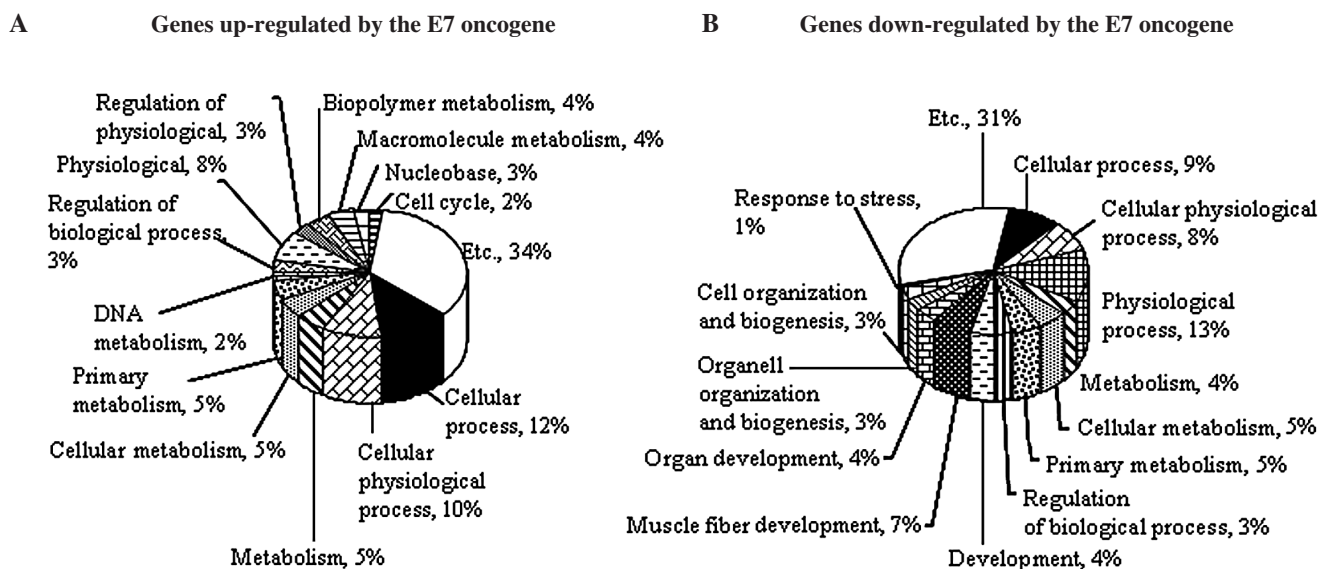 A Genes up-regulated by the E7 oncogene
Regulation of
physiological, 3%
Biopolymer metabolism, 4%
Macromolecule metabolism, 4%
Physiological, 8%
Nucleobase, 3%
Cell cycle, 2%
Regulation of
biological process,
3%
Etc., 34%
DNA
metabolism, 2%
Primary
metabolism, 5%
Cellular metabolism, 5%
Cellular
process, 12%
Cellular
physiological
process, 10%
Metabolism, 5%
B Genes down-regulated by the E7 oncogene
Etc., 31%
Cellular process, 9%
Response to stress,
1%
Cellular physiological
process, 8%
Cell organization
and biogenesis, 3%
Physiological
process, 13%
Organell
organization
and biogenesis, 3%
Metabolism, 4%
Cellular metabolism, 5%
Organ development, 4%
Primary metabolism, 5%
Regulation
of biological process, 3%
Muscle fiber development, 7%
Development, 4%